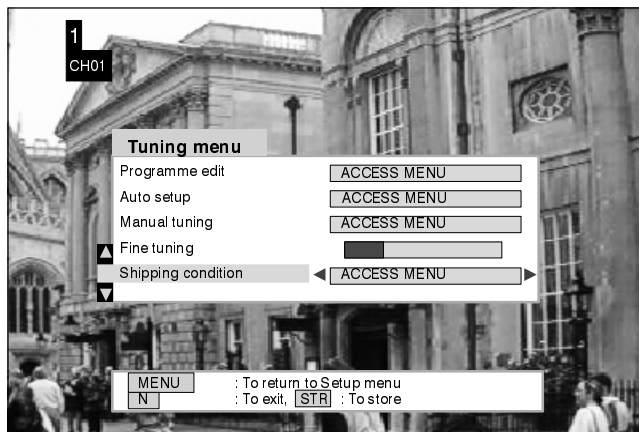 1
CH01
Tuning menu
Programme edit ACCESS MENU
Auto setup ACCESS MENU
Manual tuning ACCESS MENU
Fine tuning
Shipping condition ACCESS MENU
MENU : To return to Setup menu
N : To exit, STR : To store